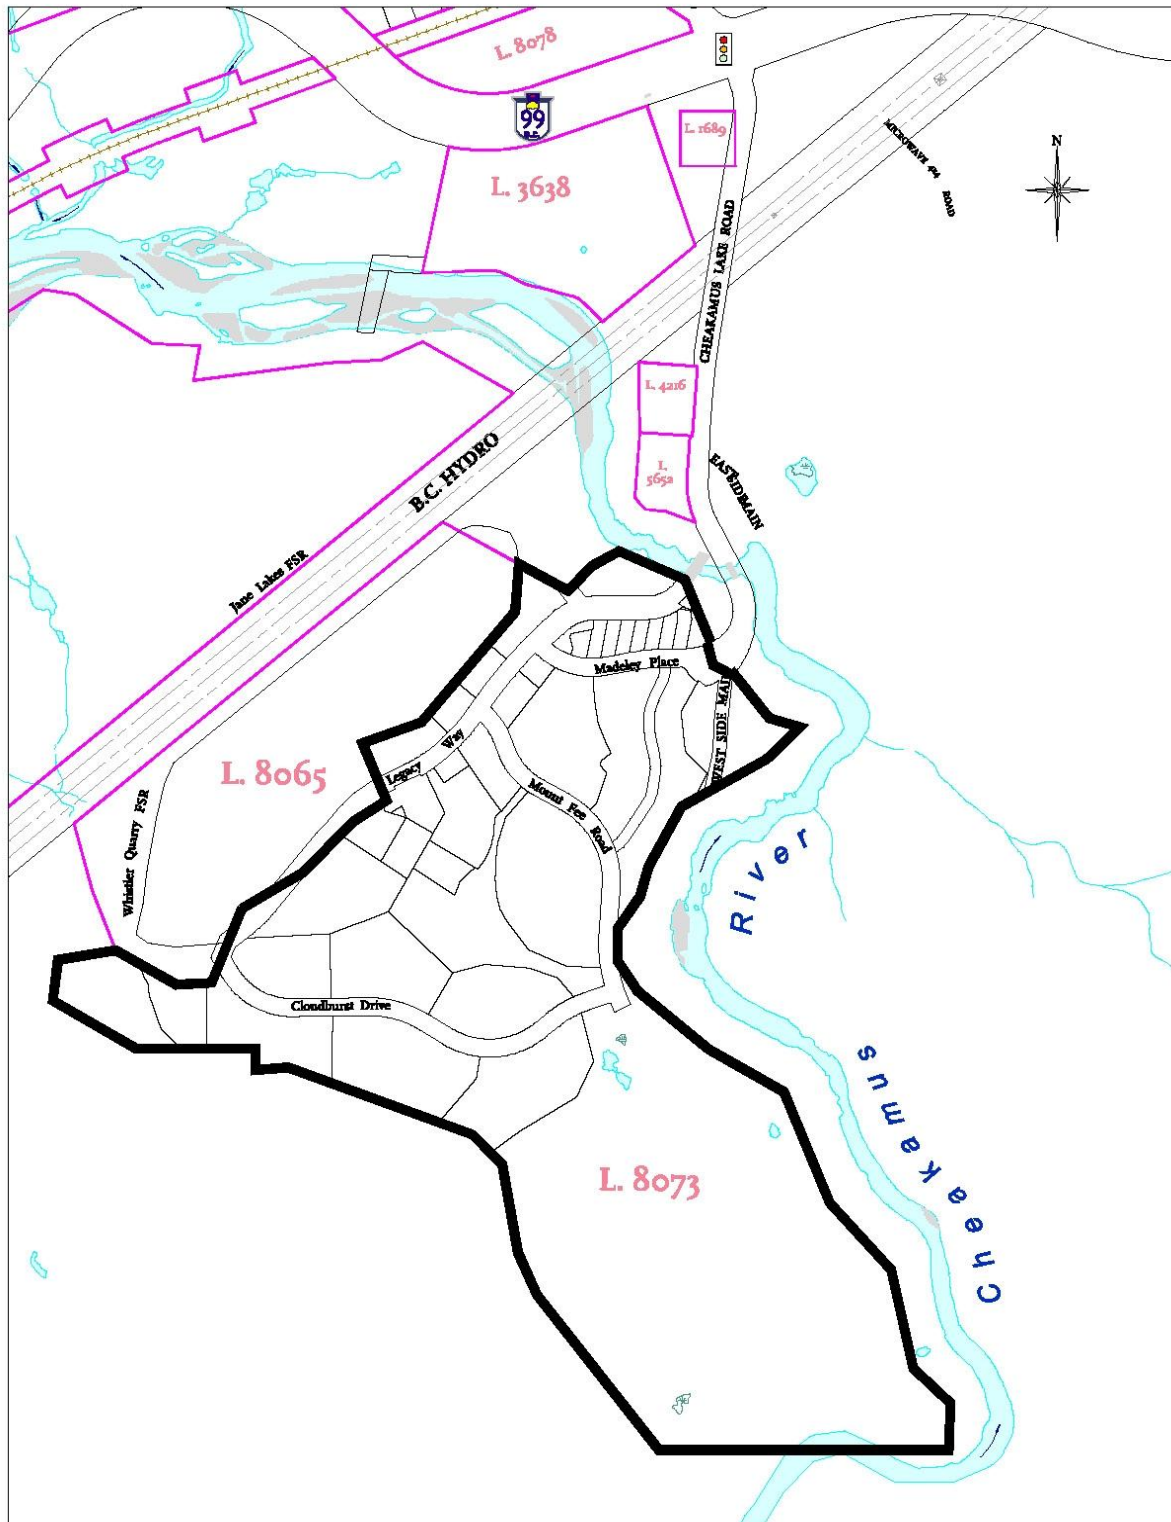 L. 8078
99
B.C.
L. 1689
MICROWAVE 424 ROAD
N
L. 3638
CHEAKAMUS LAKE ROAD
L. 4216
L.
5652
EAST SIDE MAIN
B.C. HYDRO
Jane Lakes FSR
Madeley Place
WEST SIDE MAIN
Legacy Way
L. 8065
Mount Fee Road
Whistler Quarry FSR
River
Cloudburst Drive
Cheakamus
L. 8073